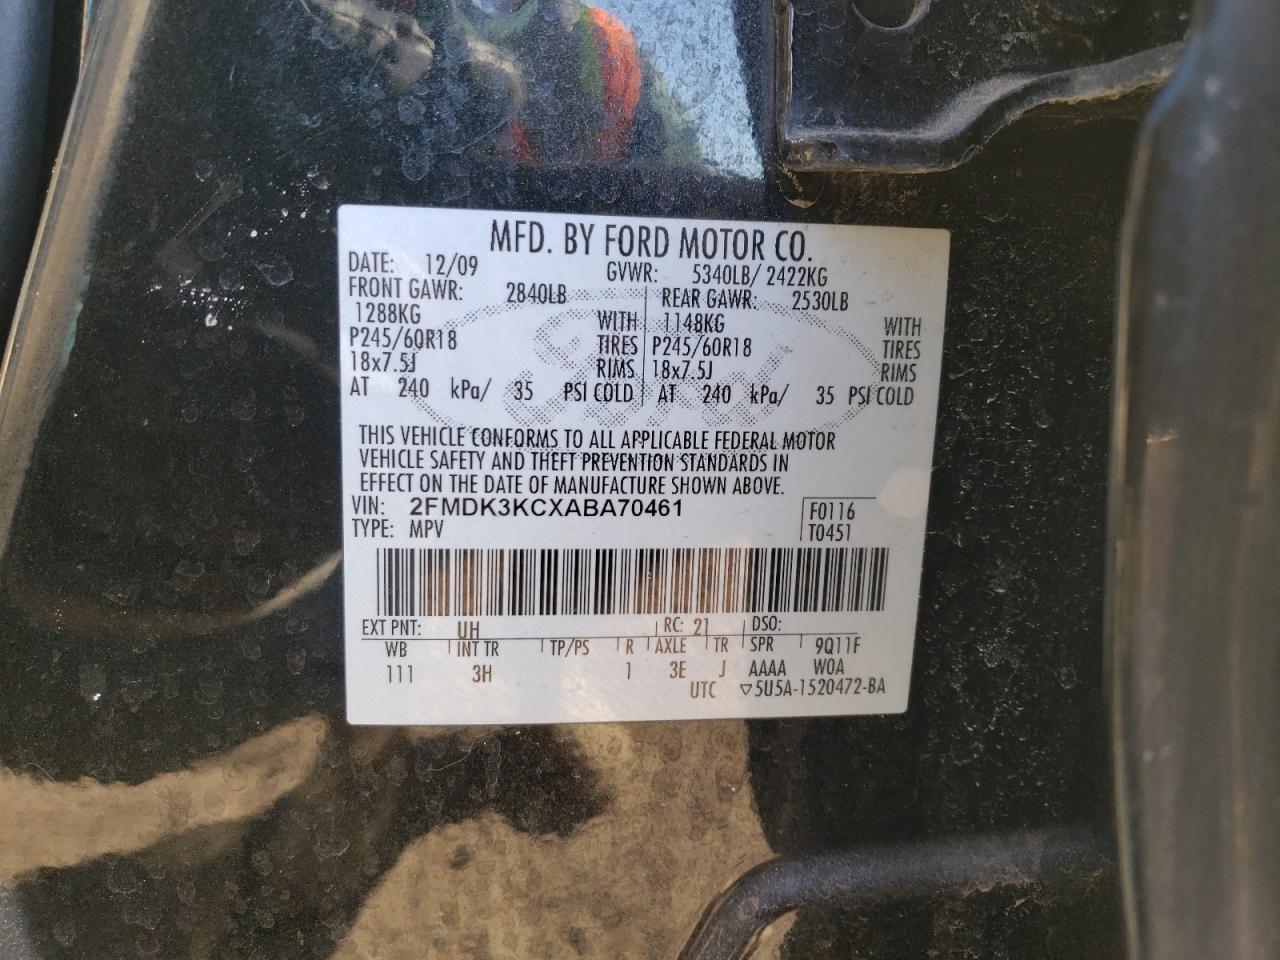 MFD. BY FORD MOTOR CO.
DATE: 12/09 GVWR: 5340LB/ 2422KG
FRONT GAWR: 2840LB REAR GAWR: 2530LB
1288KG WITH 1148KG WITH
P245/60R18 TIRES P245/60R18 TIRES
18x7.5J RIMS 18x7.5J RIMS
AT 240 kPa/ 35 PSI COLD AT 240 kPa/ 35 PSI COLD
THIS VEHICLE CONFORMS TO ALL APPLICABLE FEDERAL MOTOR
VEHICLE SAFETY AND THEFT PREVENTION STANDARDS IN
EFFECT ON THE DATE OF MANUFACTURE SHOWN ABOVE.
VIN: 2FMDK3KCXABA70461 F0116
TYPE: MPV T0451
EXT PNT: UH RC: 21 DSO:
WB INT TR TP/PS R AXLE TR SPR 9Q11F
111 3H 1 3E J AAAA WOA
UTC ▽5U5A-1520472-BA